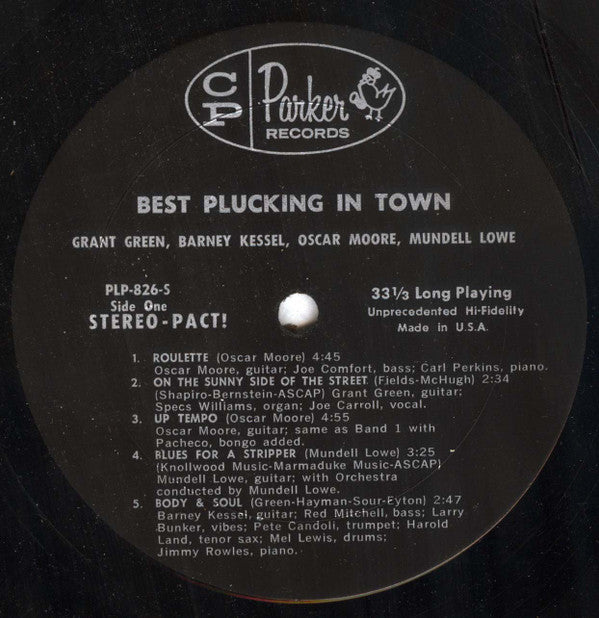 CP Parker
RECORDS
BEST PLUCKING IN TOWN
GRANT GREEN, BARNEY KESSEL, OSCAR MOORE, MUNDELL LOWE
PLP-826-S
Side One
STEREO-PACT!
33 1/3 Long Playing
Unprecedented Hi-Fidelity
Made in U.S.A.
1. ROULETTE (Oscar Moore) 4:45
Oscar Moore, guitar; Joe Comfort, bass; Carl Perkins, piano.
2. ON THE SUNNY SIDE OF THE STREET (Fields-McHugh) 2:34
(Shapiro-Bernstein-ASCAP) Grant Green, guitar;
Specs Williams, organ; Joe Carroll, vocal.
3. UP TEMPO (Oscar Moore) 4:55
Oscar Moore, guitar; same as Band 1 with
Pacheco, bongo added.
4. BLUES FOR A STRIPPER (Mundell Lowe) 3:25
(Knollwood Music-Marmaduke Music-ASCAP)
Mundell Lowe, guitar; with Orchestra
conducted by Mundell Lowe.
5. BODY & SOUL (Green-Hayman-Sour-Eyton) 2:47
Barney Kessel, guitar; Red Mitchell, bass; Larry
Bunker, vibes; Pete Candoli, trumpet; Harold
Land, tenor sax; Mel Lewis, drums;
Jimmy Rowles, piano.